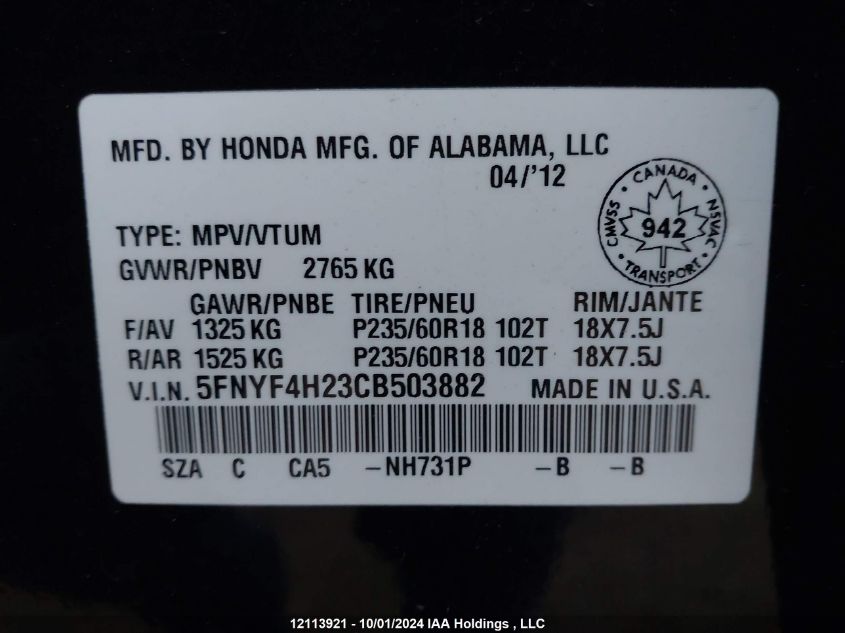 MFD. BY HONDA MFG. OF ALABAMA, LLC
04/'12
CANADA
CMVSS 942 NSVAC
TRANSPORT
TYPE: MPV/VTUM
GVWR/PNBV 2765 KG
GAWR/PNBE TIRE/PNEU RIM/JANTE
F/AV 1325 KG P235/60R18 102T 18X7.5J
R/AR 1525 KG P235/60R18 102T 18X7.5J
V.I.N. 5FNYF4H23CB503882 MADE IN U.S.A.
SZA C CA5 -NH731P -B -B
12113921 - 10/01/2024 IAA Holdings , LLC